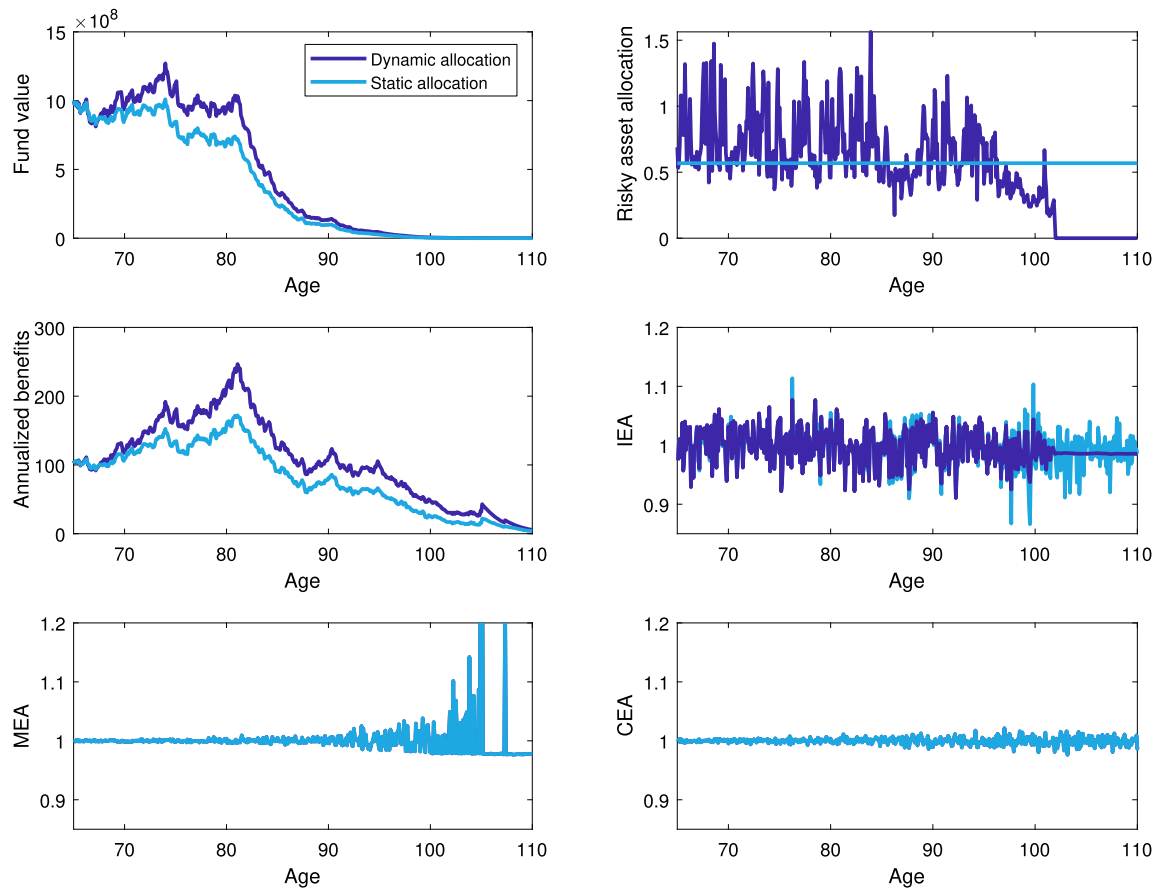 ×10^8
15
10
5
0
Fund value
Dynamic allocation
Static allocation
70 80 90 100 110
Age
1.5
1
0.5
0
Risky asset allocation
70 80 90 100 110
Age
300
200
100
0
Annualized benefits
70 80 90 100 110
Age
1.2
1.1
1
0.9
IEA
70 80 90 100 110
Age
1.2
1.1
1
0.9
MEA
70 80 90 100 110
Age
1.2
1.1
1
0.9
CEA
70 80 90 100 110
Age